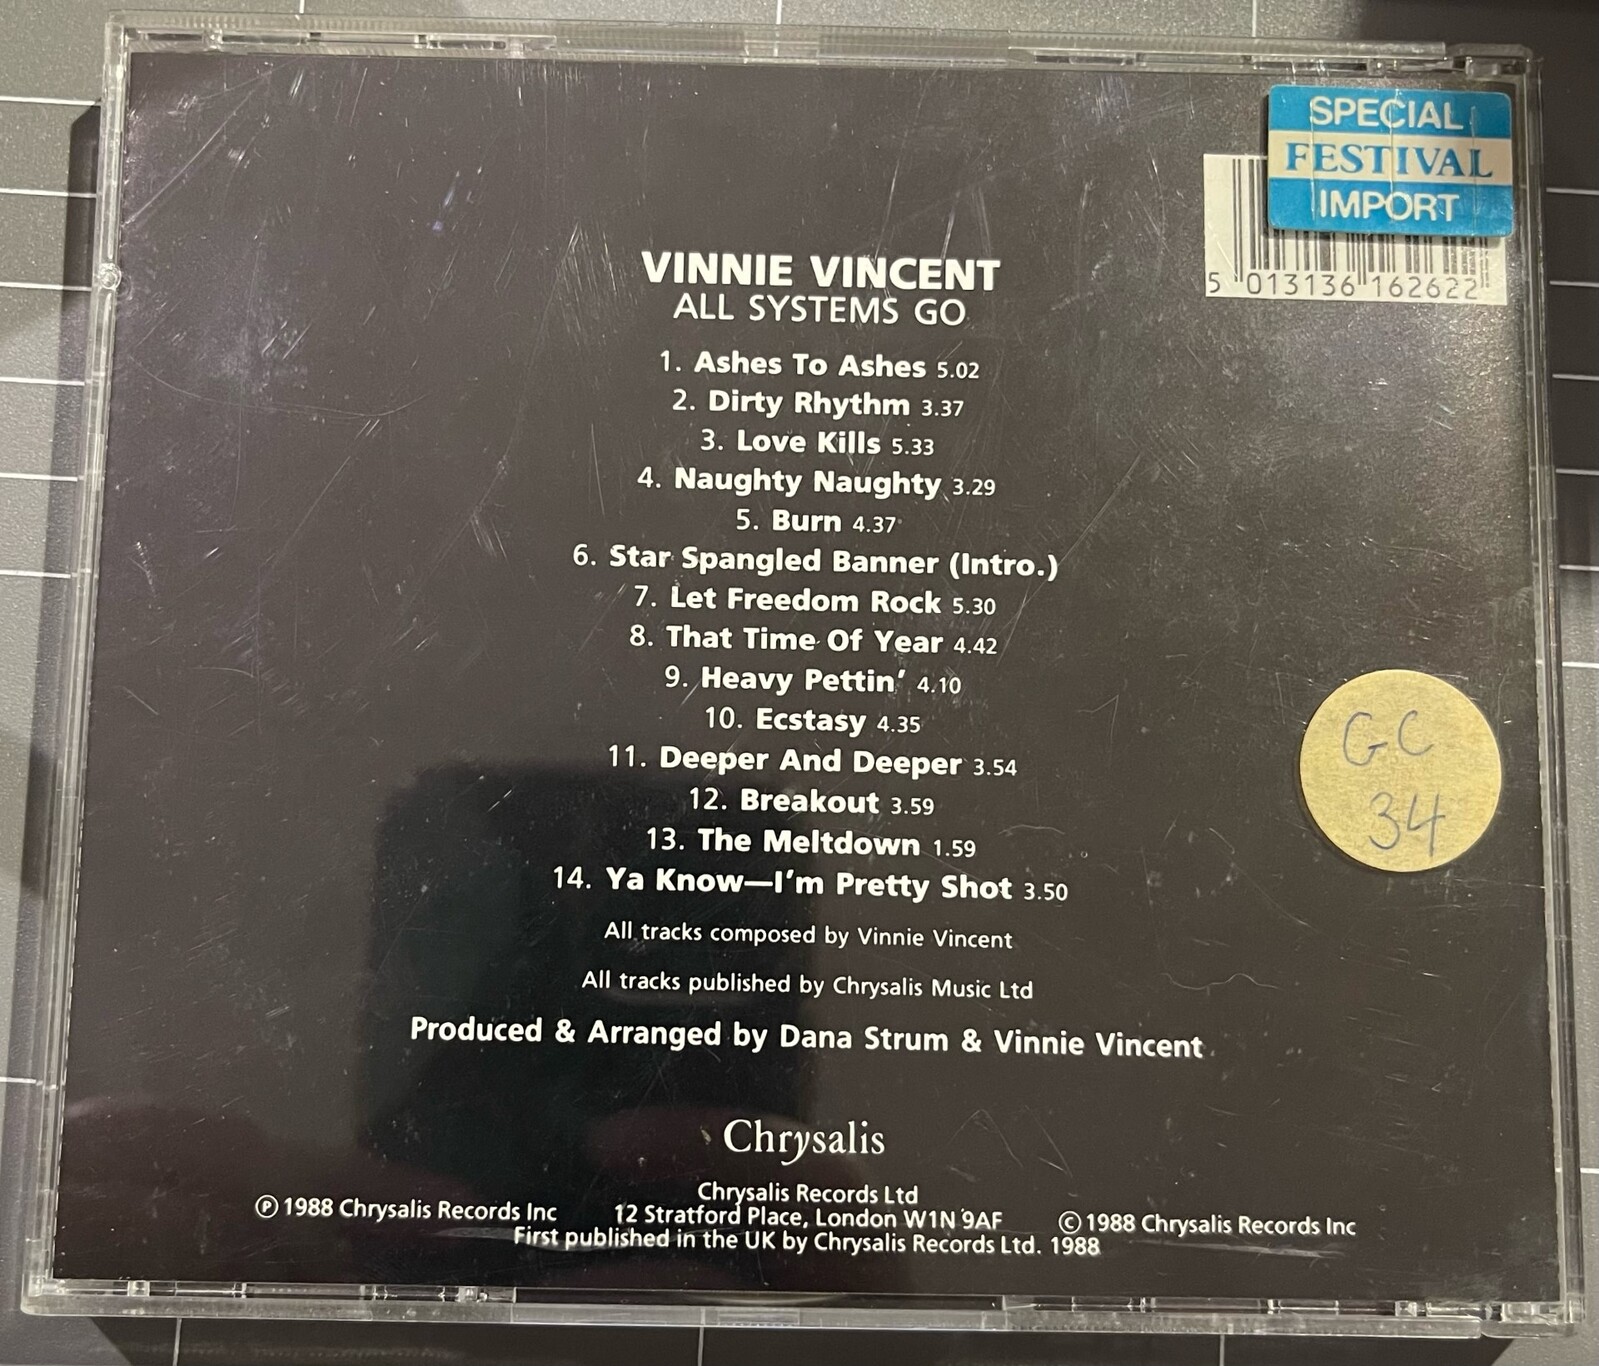 SPECIAL
FESTIVAL
IMPORT
5 013136 162622
VINNIE VINCENT
ALL SYSTEMS GO
1. Ashes To Ashes 5.02
2. Dirty Rhythm 3.37
3. Love Kills 5.33
4. Naughty Naughty 3.29
5. Burn 4.37
6. Star Spangled Banner (Intro.)
7. Let Freedom Rock 5.30
8. That Time Of Year 4.42
9. Heavy Pettin’ 4.10
10. Ecstasy 4.35
11. Deeper And Deeper 3.54
12. Breakout 3.59
13. The Meltdown 1.59
14. Ya Know—I’m Pretty Shot 3.50
GC
34
All tracks composed by Vinnie Vincent
All tracks published by Chrysalis Music Ltd
Produced & Arranged by Dana Strum & Vinnie Vincent
Chrysalis
Chrysalis Records Ltd
℗ 1988 Chrysalis Records Inc 12 Stratford Place, London W1N 9AF © 1988 Chrysalis Records Inc
First published in the UK by Chrysalis Records Ltd. 1988